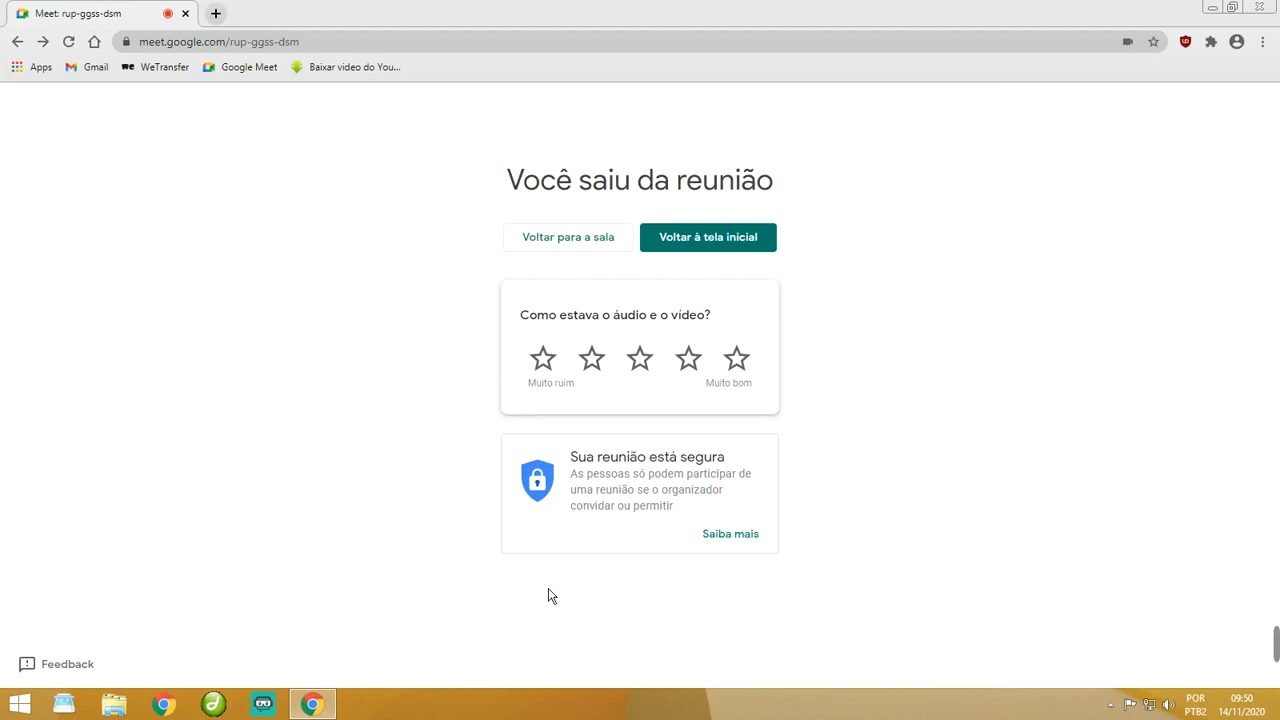 Meet: rup-ggss-dsm
meet.google.com/rup-ggss-dsm
Apps Gmail WeTransfer Google Meet Baixar video do You...
Você saiu da reunião
Voltar para a sala Voltar à tela inicial
Como estava o áudio e o vídeo?
Muito ruim Muito bom
Sua reunião está segura
As pessoas só podem participar de
uma reunião se o organizador
convidar ou permitir
Saiba mais
Feedback
POR 09:50
PTB2 14/11/2020